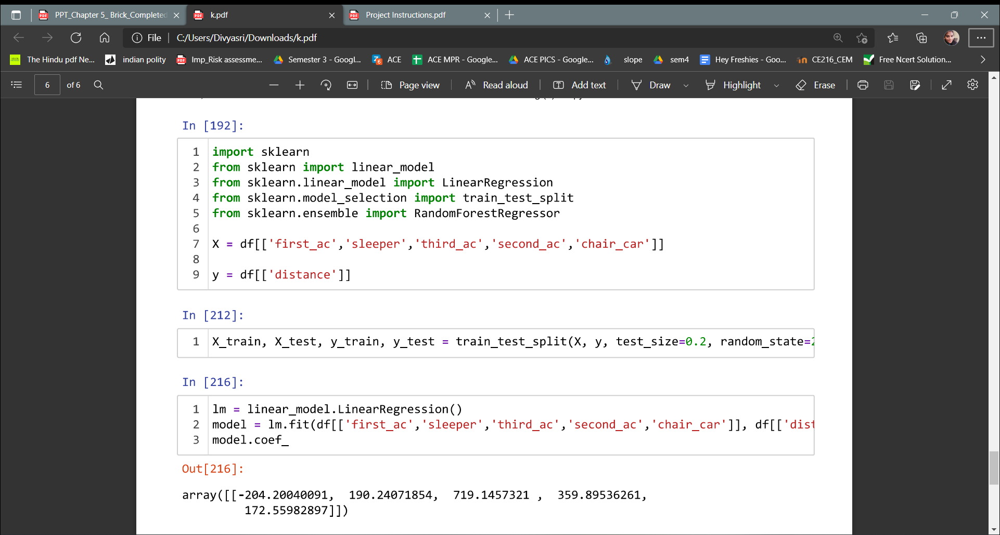 PPT_Chapter 5_ Brick_Completed
k.pdf
Project Instructions.pdf
File
C:/Users/Divyasri/Downloads/k.pdf
The Hindu pdf Ne...
indian polity
Imp_Risk assessme...
Semester 3 - Googl...
ACE
ACE MPR - Google...
ACE PICS - Google...
slope
sem4
Hey Freshies - Goo...
CE216_CEM
Free Ncert Solution...
6 of 6
Page view
Read aloud
Add text
Draw
Highlight
Erase
In [192]:
1 import sklearn
2 from sklearn import linear_model
3 from sklearn.linear_model import LinearRegression
4 from sklearn.model_selection import train_test_split
5 from sklearn.ensemble import RandomForestRegressor
6
7 X = df[['first_ac','sleeper','third_ac','second_ac','chair_car']]
8
9 y = df[['distance']]
In [212]:
1 X_train, X_test, y_train, y_test = train_test_split(X, y, test_size=0.2, random_state=2
In [216]:
1 lm = linear_model.LinearRegression()
2 model = lm.fit(df[['first_ac','sleeper','third_ac','second_ac','chair_car']], df[['dist
3 model.coef_
Out[216]:
array([[-204.20040091, 190.24071854, 719.1457321 , 359.89536261,
172.55982897]])